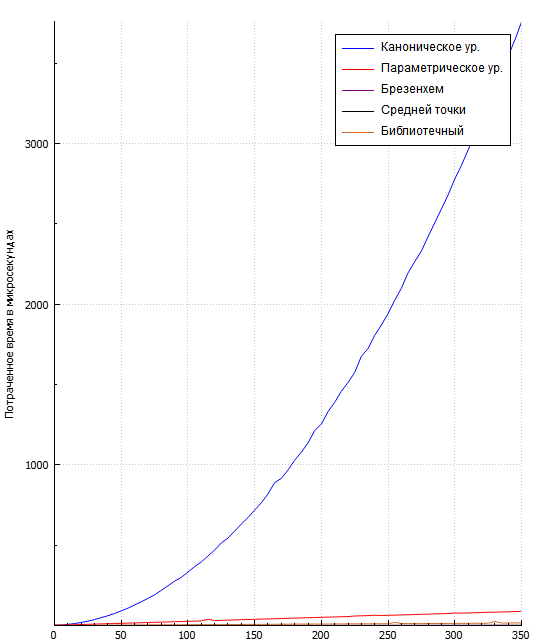 Каноническое ур.
Параметрическое ур.
Брезенхем
Средней точки
Библиотечный
Потраченное время в микросекундах
3000
2000
1000
0 50 100 150 200 250 300 350